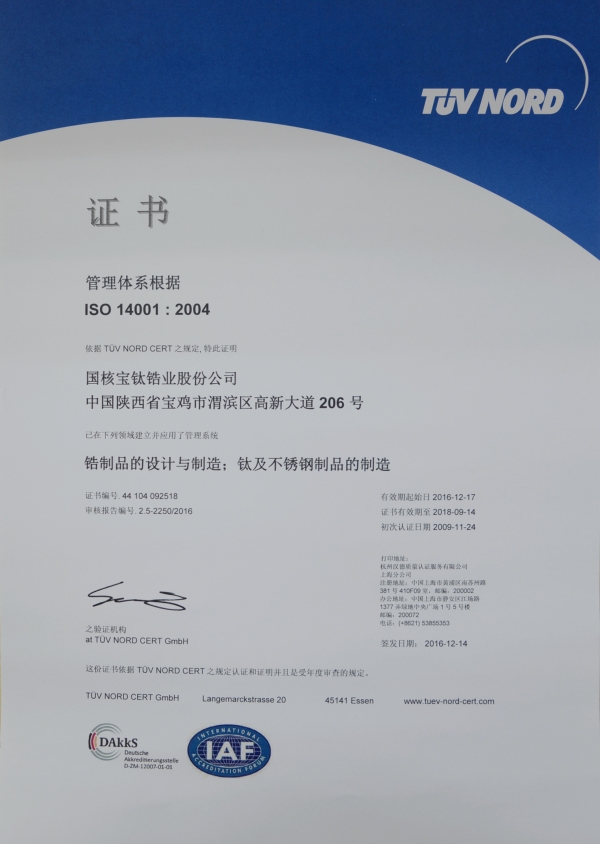 TÜV NORD
证 书
管理体系根据
ISO 14001 : 2004
依据 TÜV NORD CERT 之规定, 特此证明
国核宝钛锆业股份公司
中国陕西省宝鸡市渭滨区高新大道 206 号
已在下列领域建立并应用了管理系统
锆制品的设计与制造；钛及不锈钢制品的制造
证书编号. 44 104 092518
审核报告编号. 2.5-2250/2016
有效期起始日 2016-12-17
证书有效期至 2018-09-14
初次认证日期 2009-11-24
打印地址:
杭州汉德质量认证服务有限公司
上海分公司
注册地址：中国上海市黄浦区南苏州路
381 号 410F09 室，邮编：200002
办公地址：中国上海市静安区江场路
1377 弄绿地中央广场 1 号 5 号楼
邮编：200072
电话：(+8621) 53855353
签发日期： 2016-12-14
之验证机构
at TÜV NORD CERT GmbH
这份证书依据 TÜV NORD CERT 之规定认证和证明并且是受年度审查的规定。
TÜV NORD CERT GmbH Langemarckstrasse 20 45141 Essen www.tuev-nord-cert.com
DAkkS
Deutsche
Akkreditierungsstelle
D-ZM-12007-01-01
INTERNATIONAL
IAF
ACCREDITATION FORUM